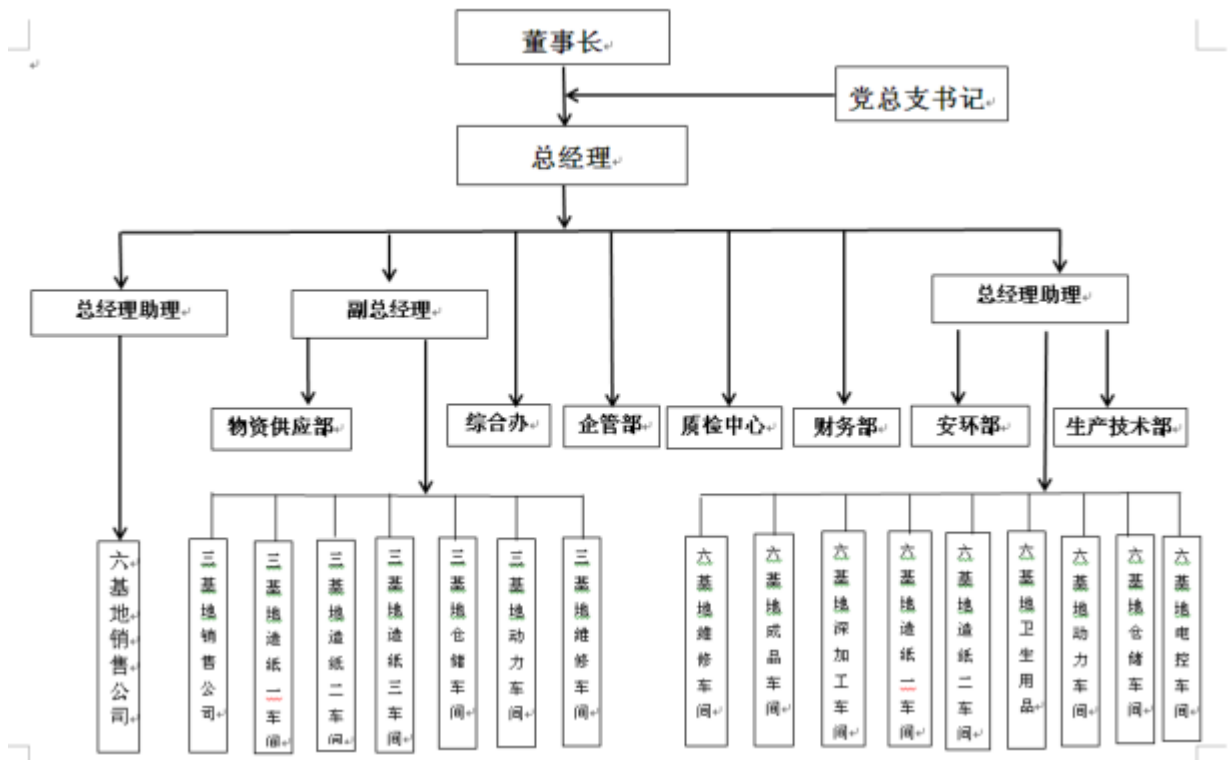 董事长
党总支书记
总经理
总经理助理
副总经理
总经理助理
物资供应部
综合办
企管部
质检中心
财务部
安环部
生产技术部
六基地销售公司
三基地销售公司
三基地造纸一车间
三基地造纸二车间
三基地造纸三车间
三基地仓储车间
三基地动力车间
三基地维修车间
六基地维修车间
六基地成品车间
六基地深加工车间
六基地造纸一车间
六基地造纸二车间
六基地卫生用品
六基地动力车间
六基地仓储车间
六基地电控车间